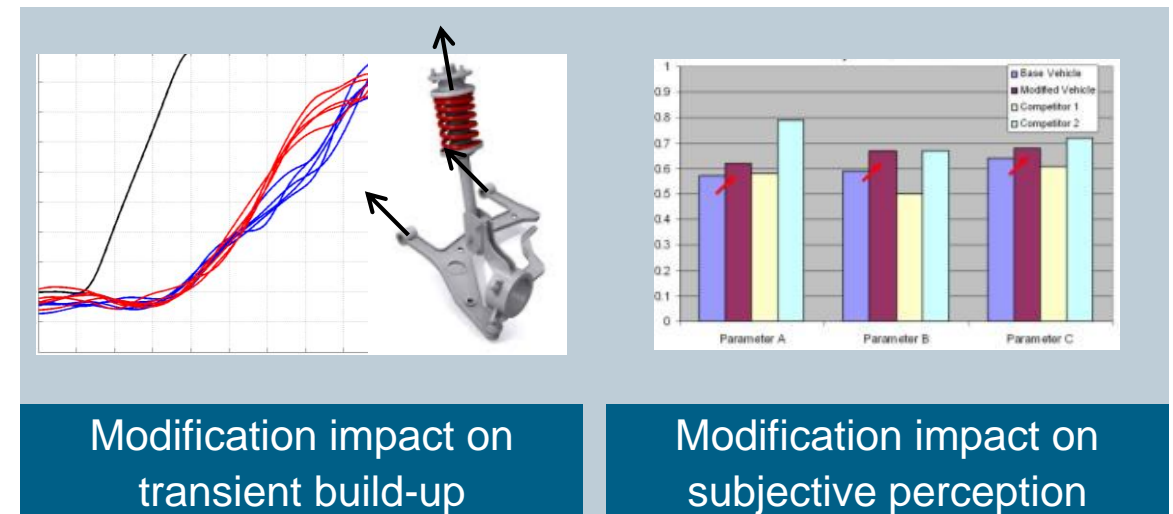 1
0.9
0.8
0.7
0.6
0.5
0.4
0.3
0.2
0.1
0
Base Vehicle
Modified Vehicle
Competitor 1
Competitor 2
Parameter A
Parameter B
Parameter C
Modification impact on
transient build-up
Modification impact on
subjective perception